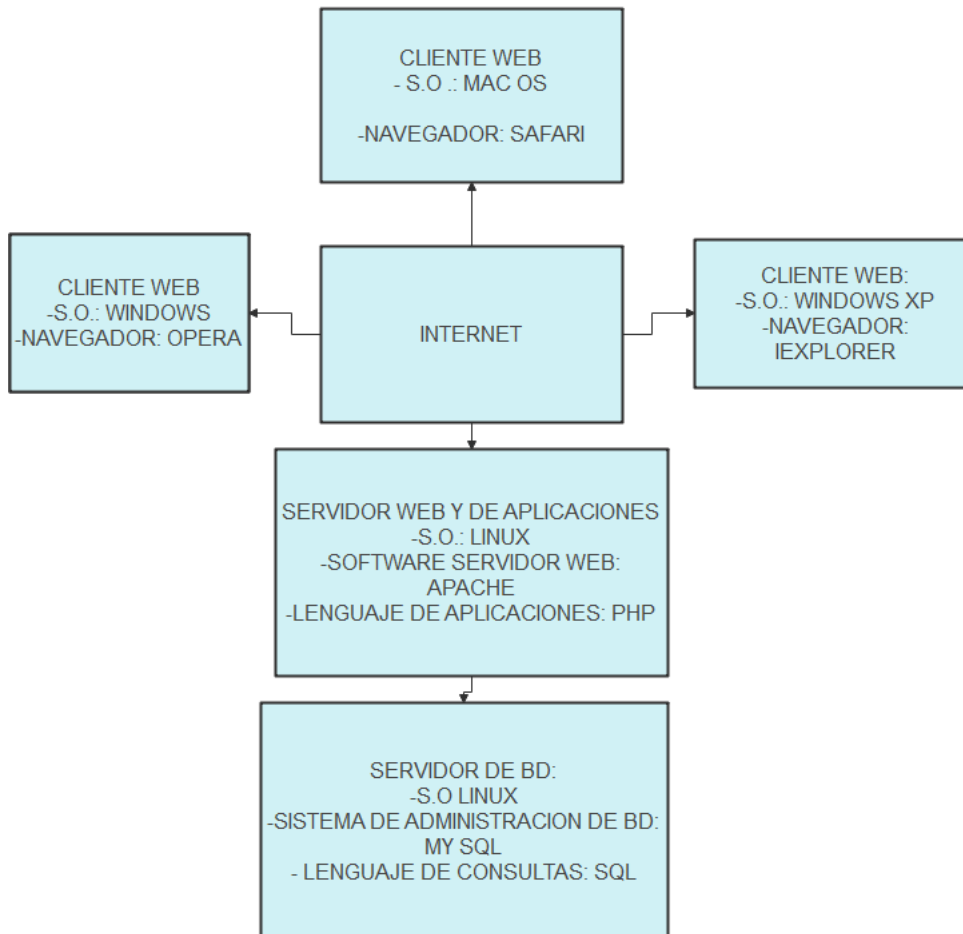 CLIENTE WEB
- S.O .: MAC OS
-NAVEGADOR: SAFARI
CLIENTE WEB
-S.O.: WINDOWS
-NAVEGADOR: OPERA
INTERNET
CLIENTE WEB:
-S.O.: WINDOWS XP
-NAVEGADOR:
IEXPLORER
SERVIDOR WEB Y DE APLICACIONES
-S.O.: LINUX
-SOFTWARE SERVIDOR WEB:
APACHE
-LENGUAJE DE APLICACIONES: PHP
SERVIDOR DE BD:
-S.O LINUX
-SISTEMA DE ADMINISTRACION DE BD:
MY SQL
- LENGUAJE DE CONSULTAS: SQL